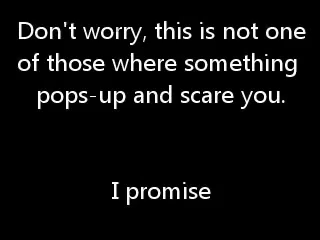 Don't worry, this is not one
of those where something
pops-up and scare you.
I promise